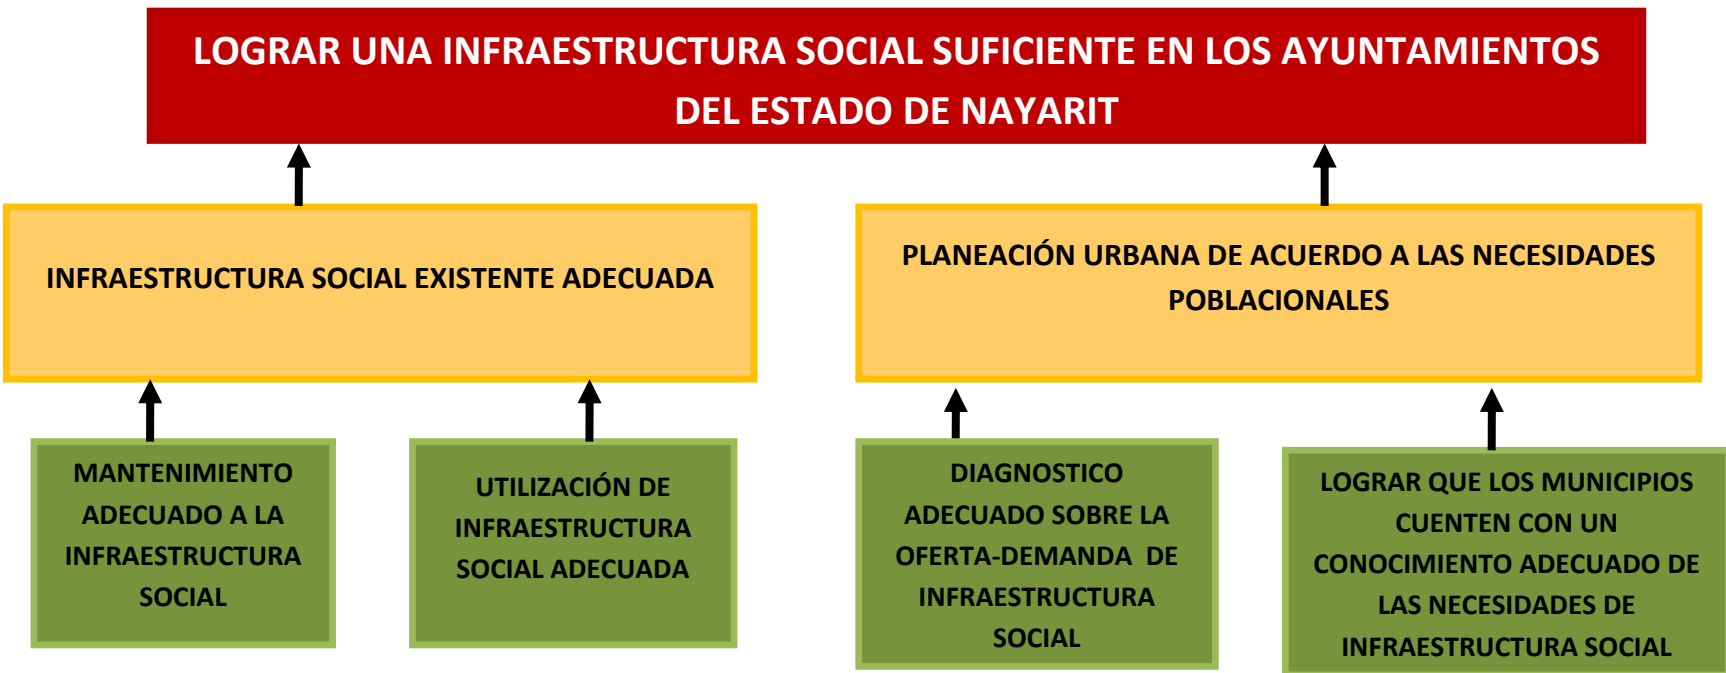 LOGRAR UNA INFRAESTRUCTURA SOCIAL SUFICIENTE EN LOS AYUNTAMIENTOS
DEL ESTADO DE NAYARIT
INFRAESTRUCTURA SOCIAL EXISTENTE ADECUADA
PLANEACIÓN URBANA DE ACUERDO A LAS NECESIDADES
POBLACIONALES
MANTENIMIENTO
ADECUADO A LA
INFRAESTRUCTURA
SOCIAL
UTILIZACIÓN DE
INFRAESTRUCTURA
SOCIAL ADECUADA
DIAGNOSTICO
ADECUADO SOBRE LA
OFERTA-DEMANDA DE
INFRAESTRUCTURA
SOCIAL
LOGRAR QUE LOS MUNICIPIOS
CUENTEN CON UN
CONOCIMIENTO ADECUADO DE
LAS NECESIDADES DE
INFRAESTRUCTURA SOCIAL